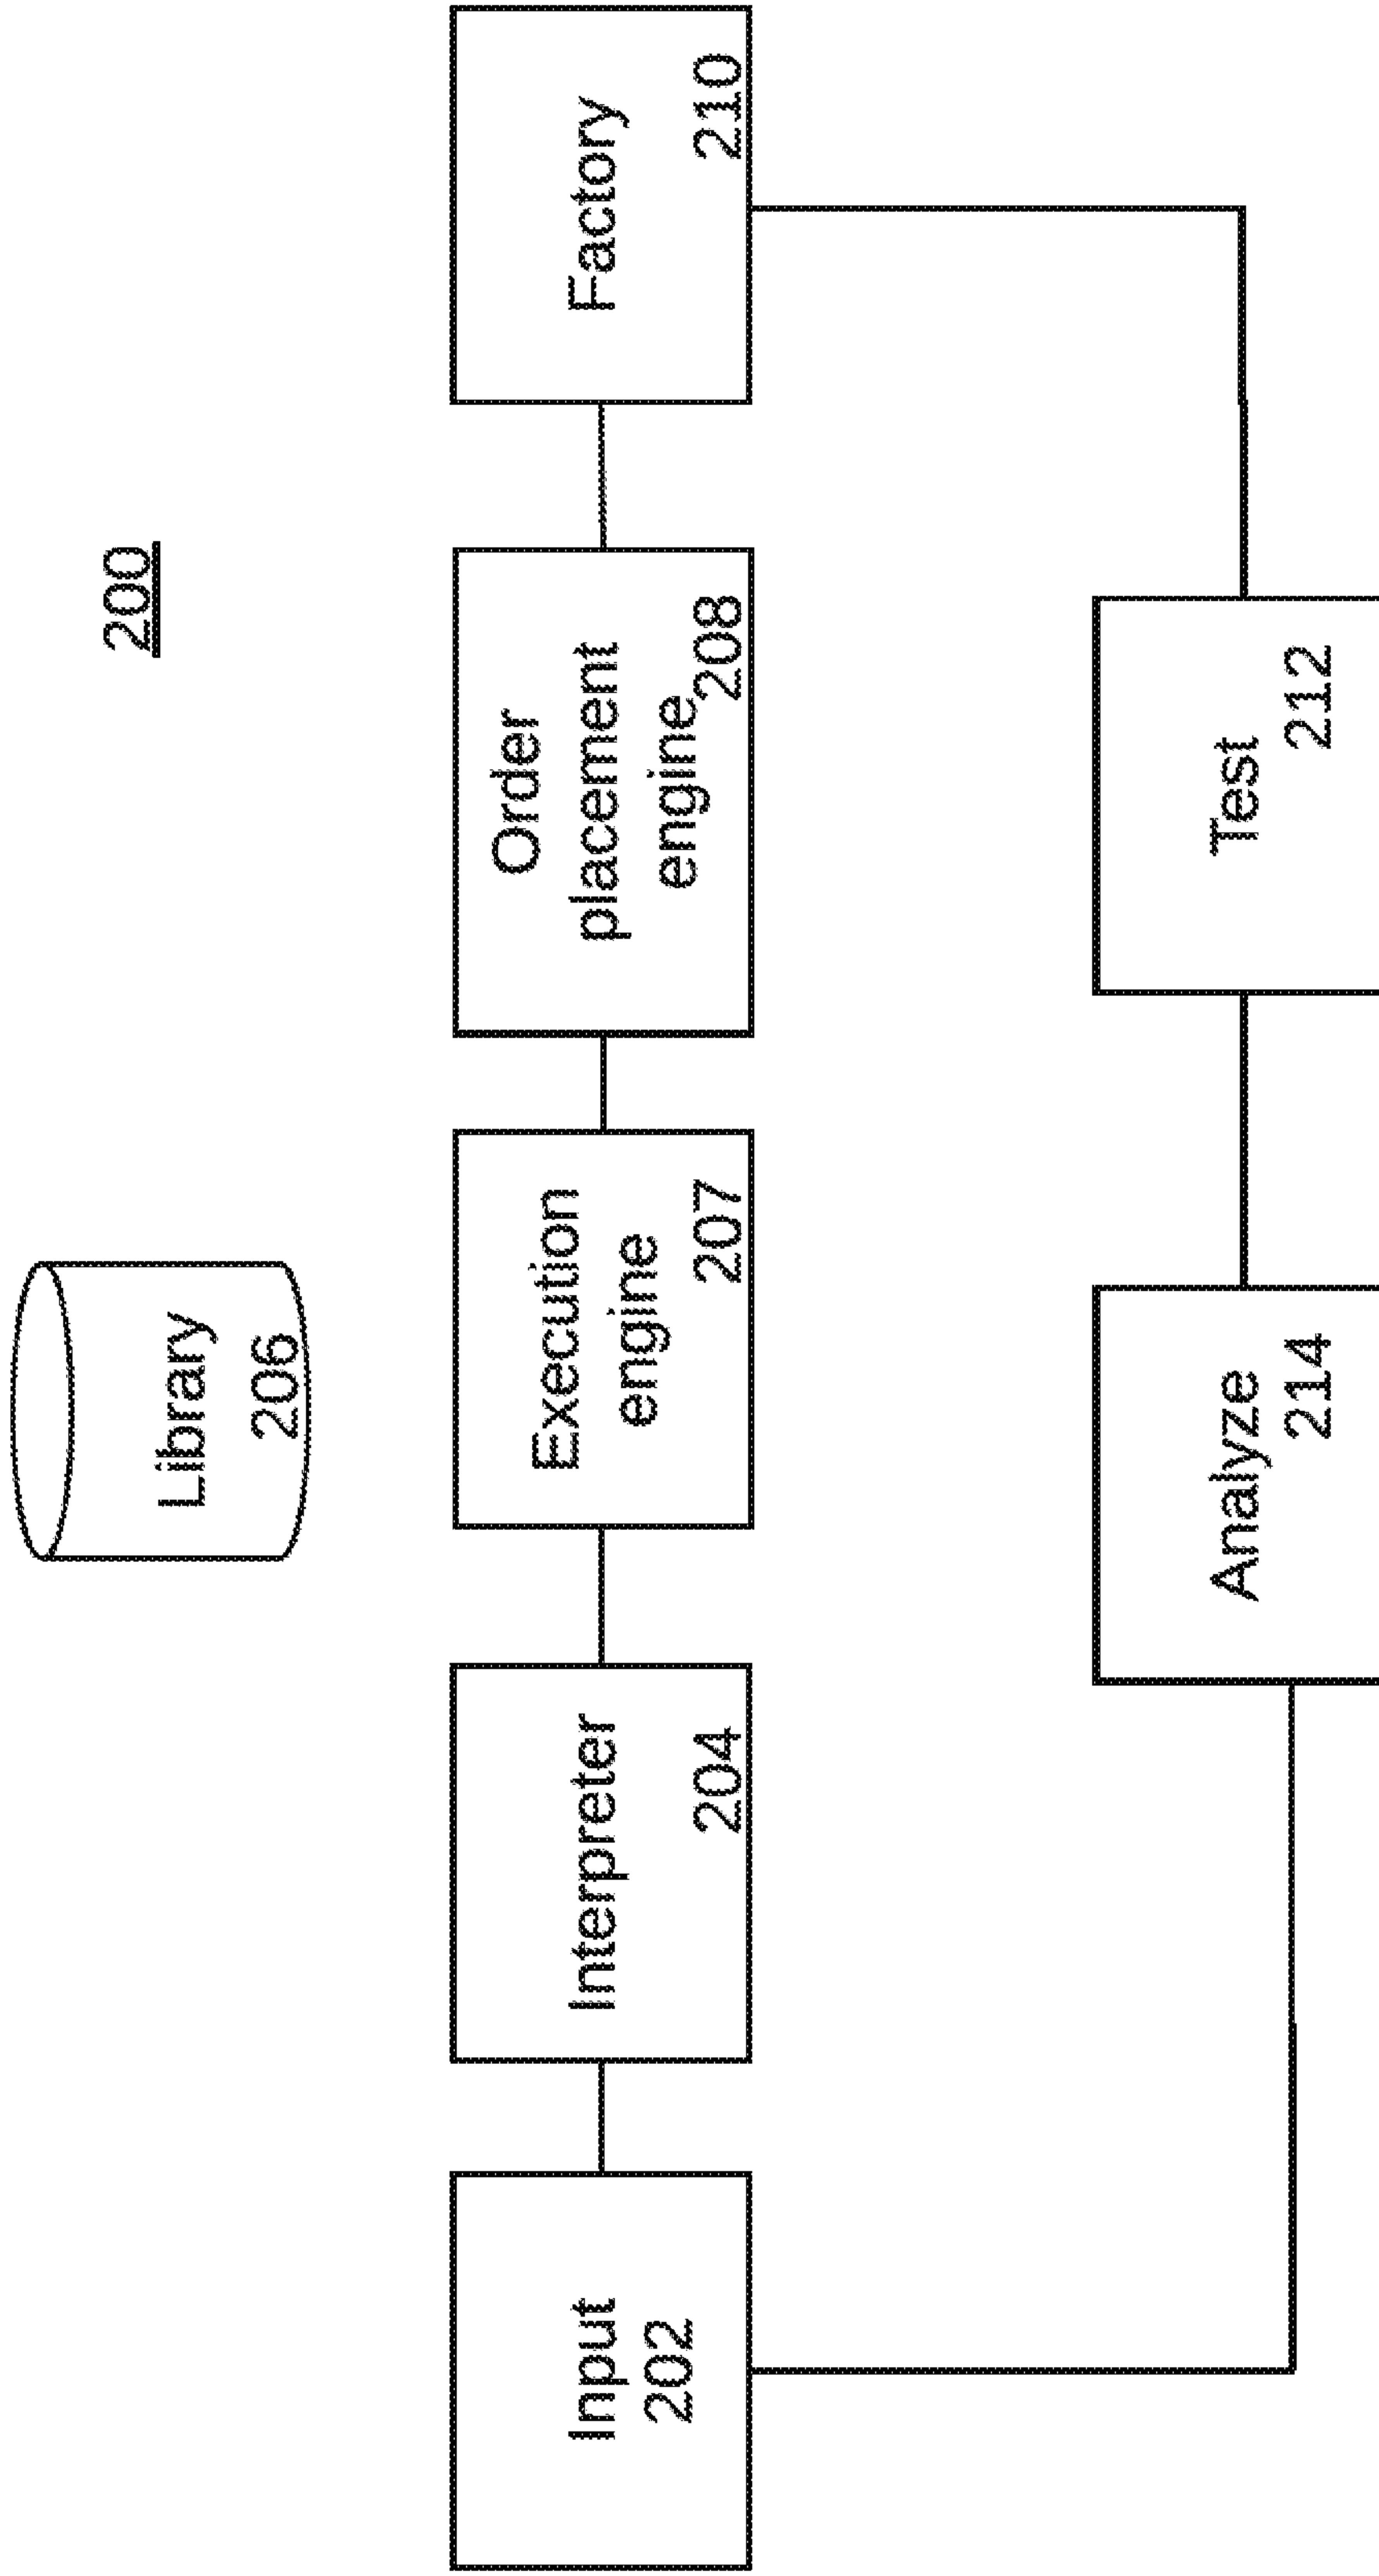 200
Library
206
Input
202
Interpreter
204
Execution
engine
207
Order
placement
engine
208
Factory
210
Analyze
214
Test
212